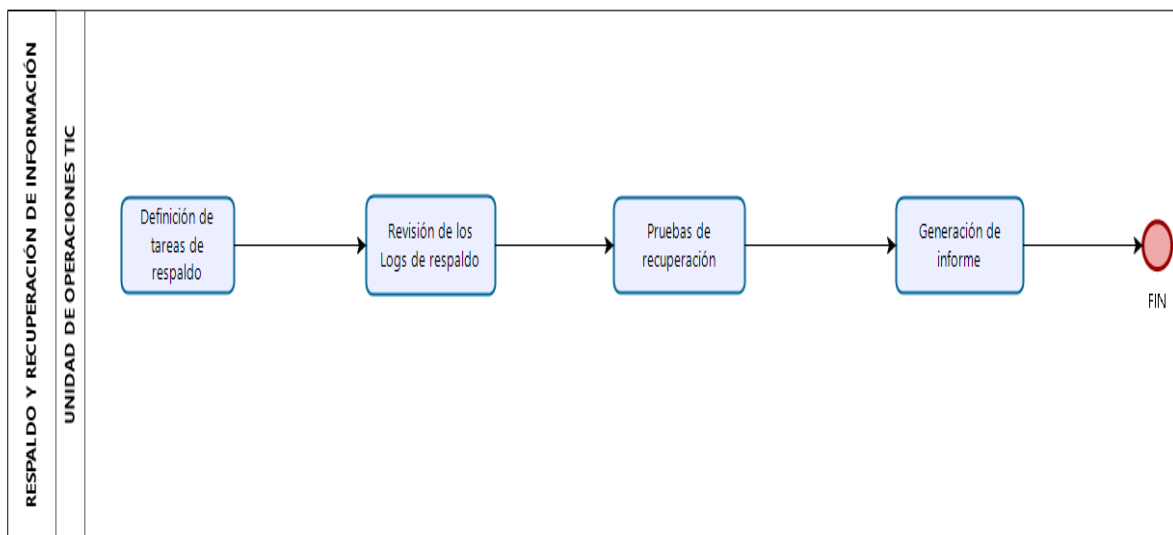 RESPALDO Y RECUPERACIÓN DE INFORMACIÓN
UNIDAD DE OPERACIONES TIC
Definición de
tareas de
respaldo
Revisión de los
Logs de respaldo
Pruebas de
recuperación
Generación de
informe
FIN